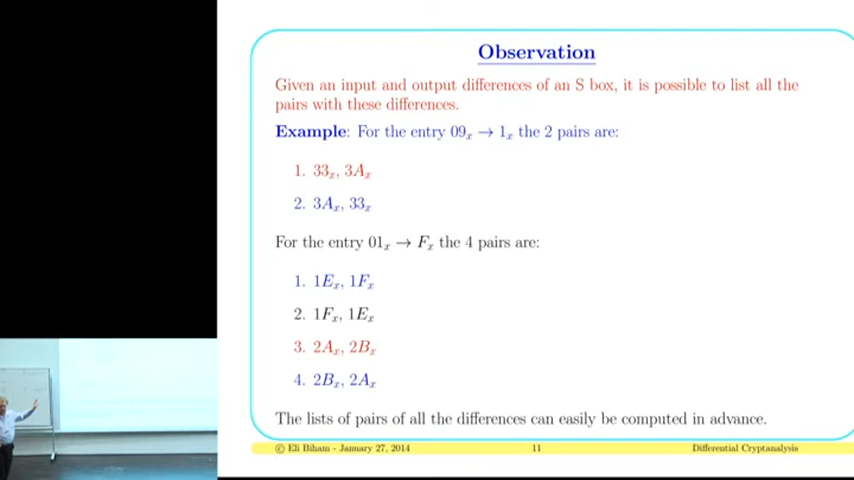 Observation
Given an input and output differences of an S box, it is possible to list all the
pairs with these differences.
Example: For the entry 09ₓ → 1ₓ the 2 pairs are:
1. 33ₓ, 3Aₓ
2. 3Aₓ, 33ₓ
For the entry 01ₓ → Fₓ the 4 pairs are:
1. 1Eₓ, 1Fₓ
2. 1Fₓ, 1Eₓ
3. 2Aₓ, 2Bₓ
4. 2Bₓ, 2Aₓ
The lists of pairs of all the differences can easily be computed in advance.
© Eli Biham - January 27, 2014 11 Differential Cryptanalysis